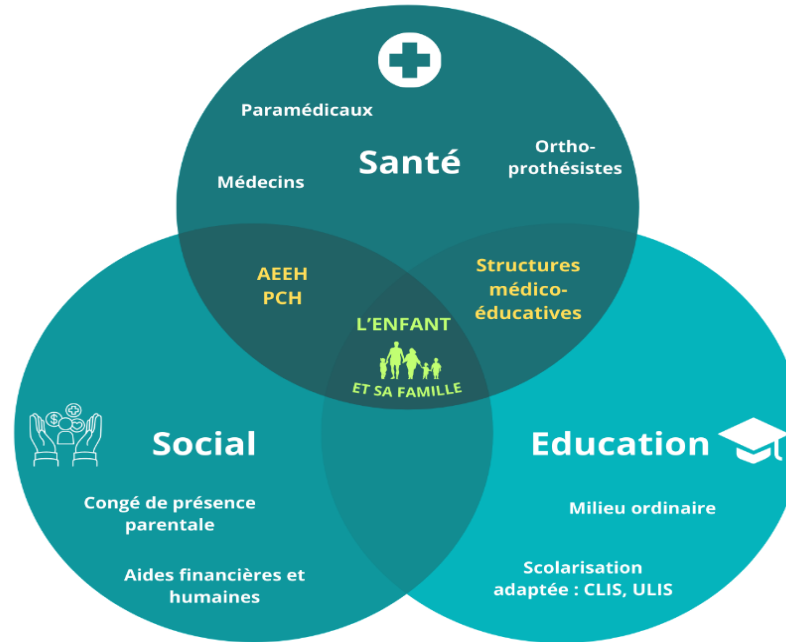 Paramédicaux
Santé
Ortho-
prothésistes
Médecins
AEEH
PCH
Structures
médico-
éducatives
L'ENFANT
ET SA FAMILLE
Social
Education
Congé de présence
parentale
Aides financières et
humaines
Milieu ordinaire
Scolarisation
adaptée : CLIS, ULIS